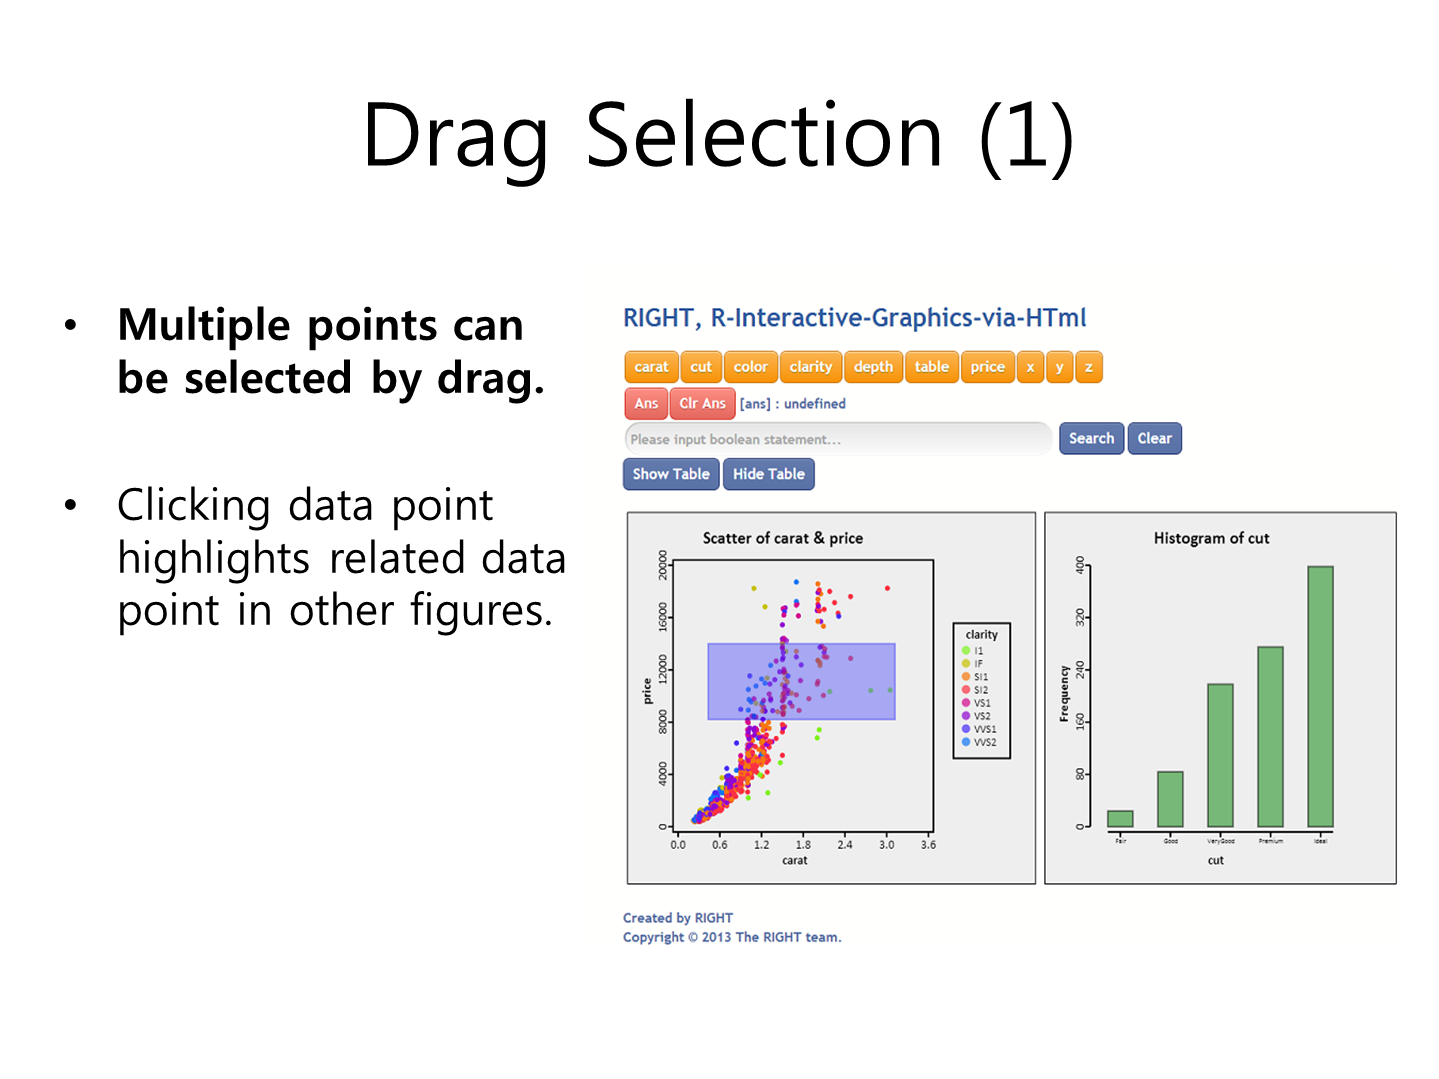 Drag Selection (1)
• Multiple points can
be selected by drag.
• Clicking data point
highlights related data
point in other figures.
RIGHT, R-Interactive-Graphics-via-HTml
carat cut color clarity depth table price x y z
Ans Clr Ans [ans] : undefined
Please input boolean statement... Search Clear
Show Table Hide Table
Scatter of carat & price
20000
16000
12000
8000
4000
0
price
0.0 0.6 1.2 1.8 2.4 3.0 3.6
carat
clarity
I1
IF
SI1
SI2
VS1
VS2
VVS1
VVS2
Histogram of cut
400
320
240
160
80
0
Frequency
Fair Good VeryGood Premium Ideal
cut
Created by RIGHT
Copyright © 2013 The RIGHT team.